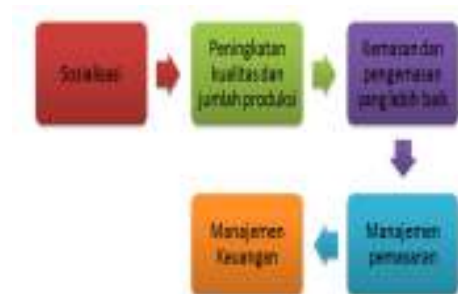 Sosialisasi
Peningkatan
kualitas dan
jumlah produksi
Kemasan dan
pengemasan
yang lebih baik
Manajemen
pemasaran
Manajemen
Keuangan